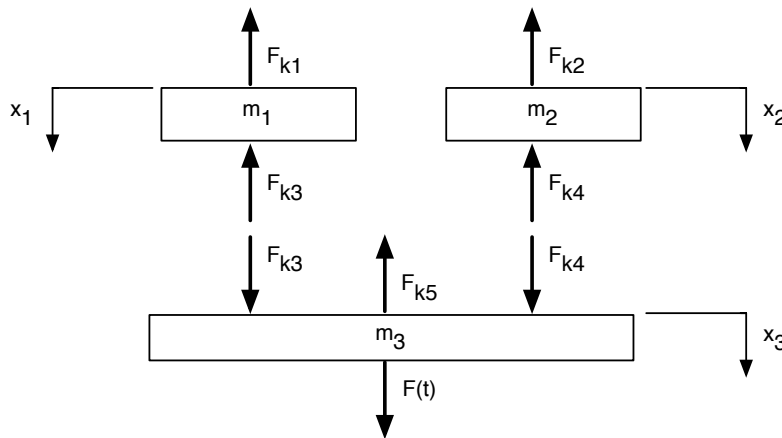 F_k1
F_k2
x_1
m_1
m_2
x_2
F_k3
F_k4
F_k3
F_k4
F_k5
m_3
x_3
F(t)